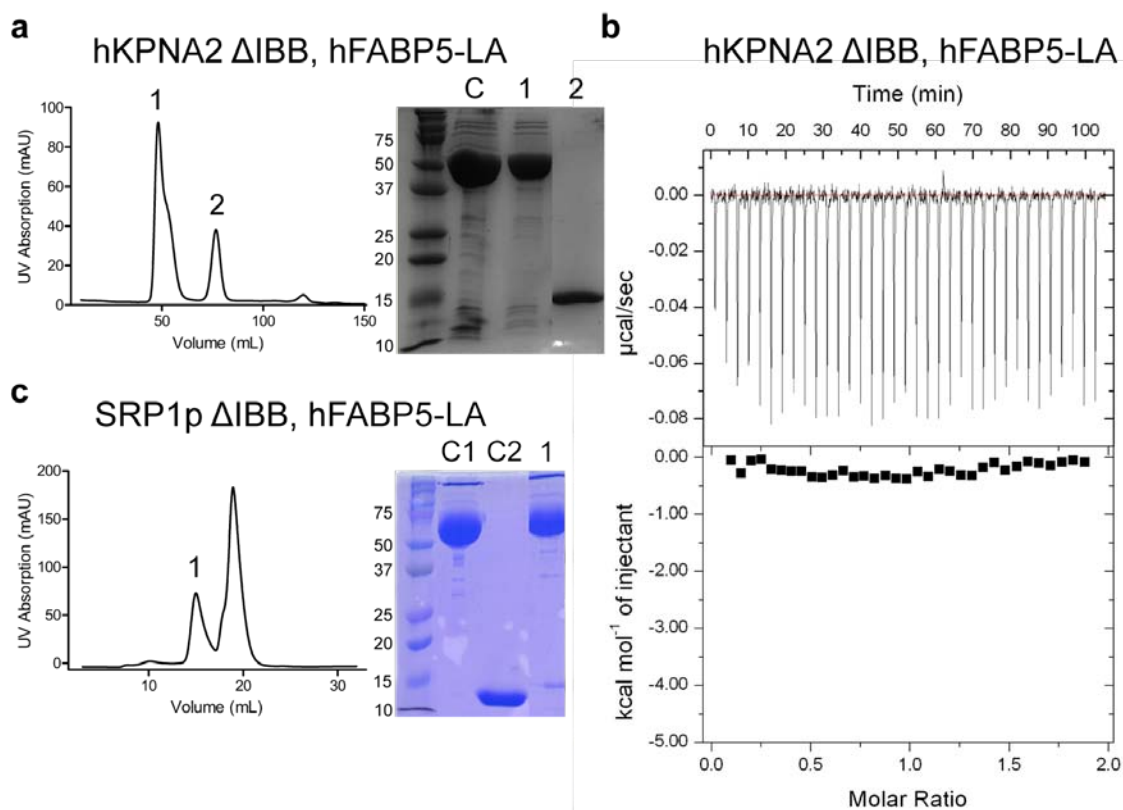 a
hKPNA2 ΔIBB, hFABP5-LA
1
2
100
80
60
40
20
0
UV Absorption (mAU)
50 100 150
Volume (mL)
C 1 2
75
50
37
25
20
15
10
b
hKPNA2 ΔIBB, hFABP5-LA
Time (min)
0 10 20 30 40 50 60 70 80 90 100
0.00
-0.02
-0.04
-0.06
-0.08
µcal/sec
0.00
-1.00
-2.00
-3.00
-4.00
-5.00
kcal mol⁻¹ of injectant
0.0 0.5 1.0 1.5 2.0
Molar Ratio
c
SRP1p ΔIBB, hFABP5-LA
1
200
150
100
50
0
UV Absorption (mAU)
10 20 30
Volume (mL)
C1 C2 1
75
50
37
25
20
15
10